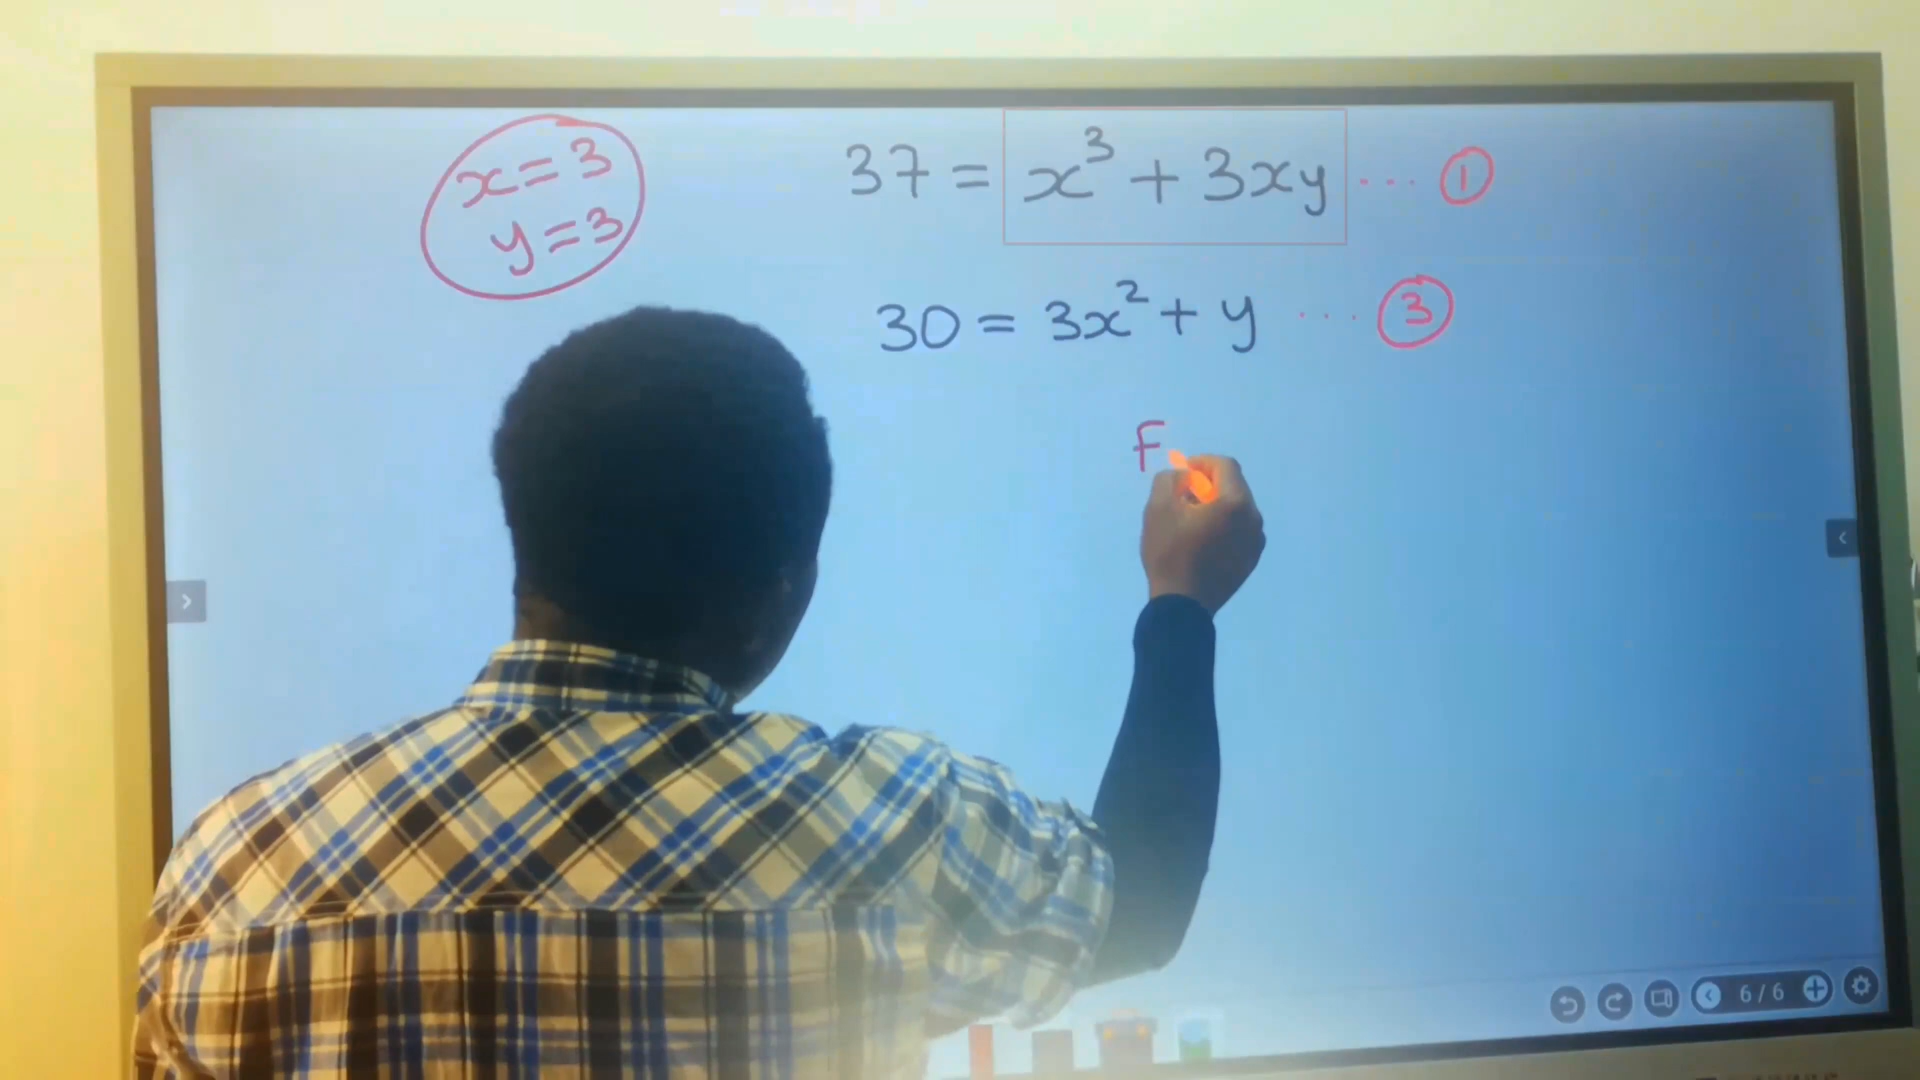 x=3
y=3
37 = x³ + 3xy ... ①
30 = 3x² + y ... ③
F
6/6